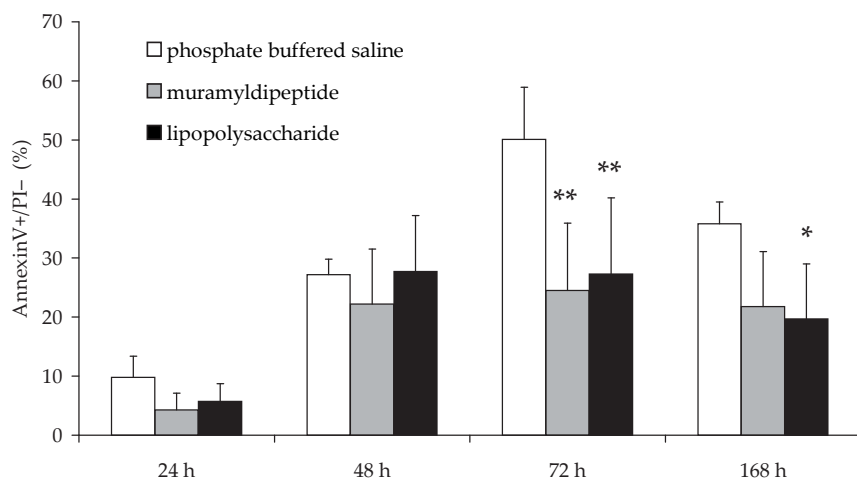 70
60
50
40
30
20
10
0
AnnexinV+/PI– (%)
phosphate buffered saline
muramyldipeptide
lipopolysaccharide
** **
*
24 h 48 h 72 h 168 h